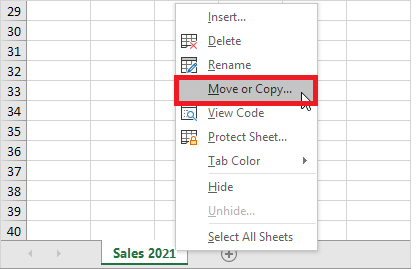 29
30
31
32
33
34
35
36
37
38
39
40
Insert...
Delete
Rename
Move or Copy...
View Code
Protect Sheet...
Tab Color
Hide
Unhide...
Select All Sheets
Sales 2021